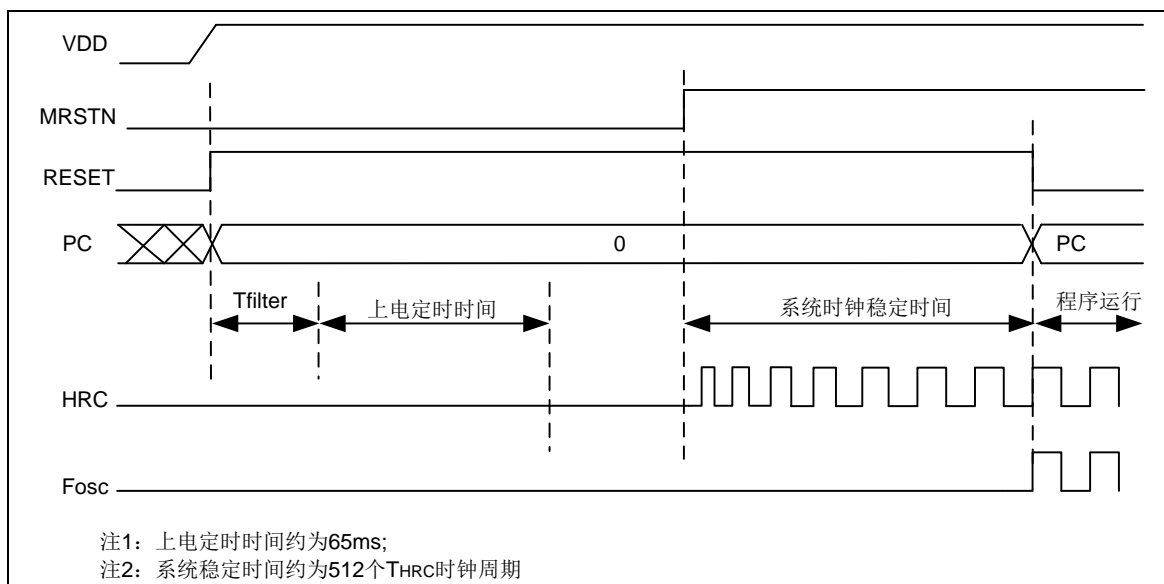 VDD
MRSTN
RESET
PC 0 PC
Tfilter 上电定时时间 系统时钟稳定时间 程序运行
HRC
Fosc
注1：上电定时时间约为65ms;
注2：系统稳定时间约为512个THRC时钟周期